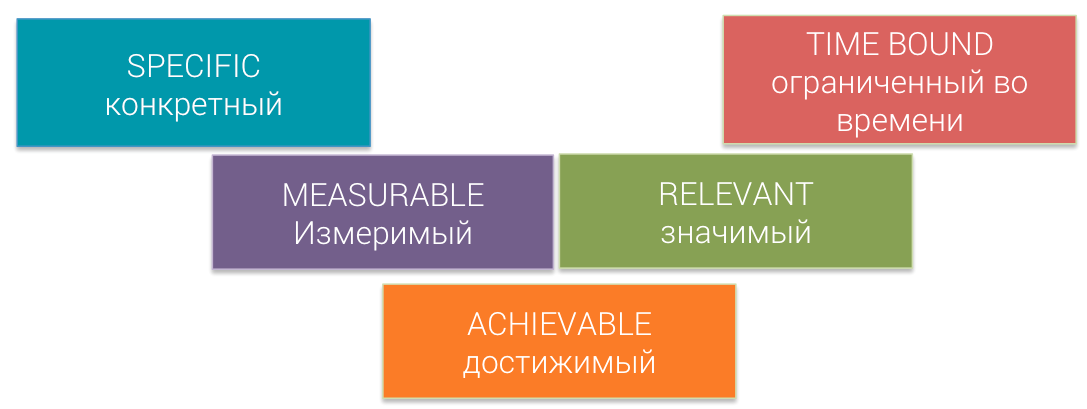 SPECIFIC
конкретный
TIME BOUND
ограниченный во
времени
MEASURABLE
Измеримый
RELEVANT
значимый
ACHIEVABLE
достижимый